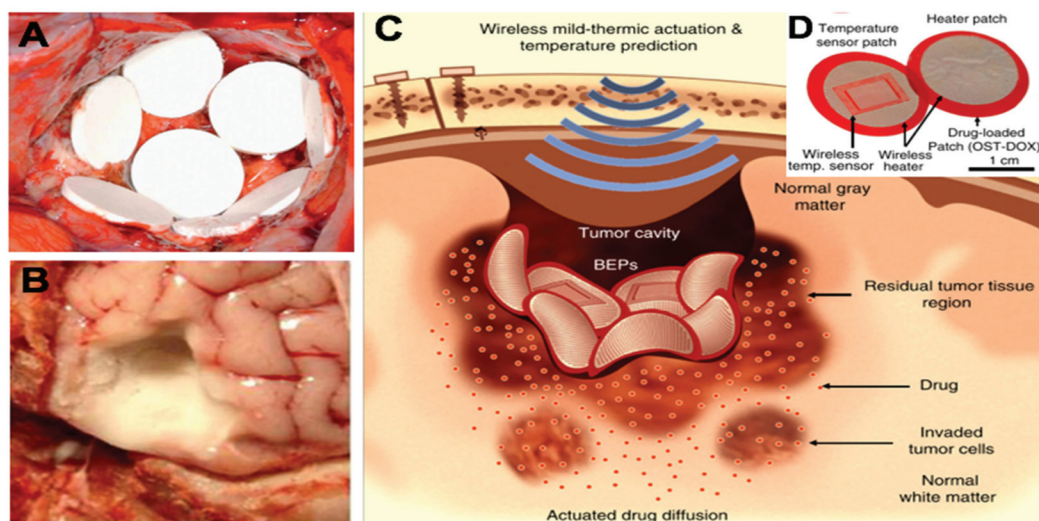 A
B
C
Wireless mild-thermic actuation &
temperature prediction
Tumor cavity
BEPs
Normal gray
matter
Residual tumor tissue
region
Drug
Invaded
tumor cells
Normal
white matter
Actuated drug diffusion
D
Temperature
sensor patch
Heater patch
Wireless
temp. sensor
Wireless
heater
Drug-loaded
Patch (OST-DOX)
1 cm